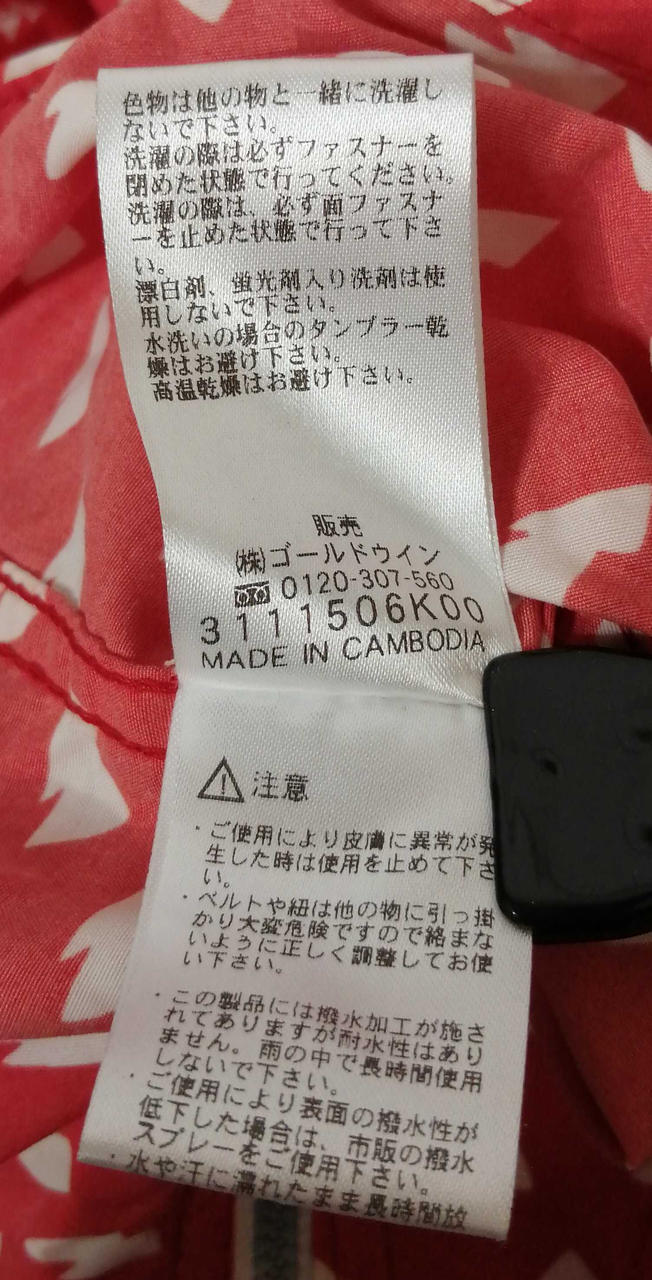 色物は他の物と一緒に洗濯し
ないで下さい。
洗濯の際は必ずファスナーを
閉めた状態で行ってください。
洗濯の際は、必ず面ファスナ
ーを止めた状態で行って下さ
い。
漂白剤、蛍光剤入り洗剤は使
用しないで下さい。
水洗いの場合のタンブラー乾
燥はお避け下さい。
高温乾燥はお避け下さい。
販売
㈱ゴールドウイン
0120-307-560
3111506K00
MADE IN CAMBODIA
注意
・ご使用により皮膚に異常が発
生した時は使用を止めて下さ
い。
・ベルトや紐は他の物に引っ掛
かり大変危険ですので絡まな
いように正しく調整してお使
い下さい。
・この製品には撥水加工が施さ
れてありますが耐水性はあり
ません。雨の中で長時間使用
しないで下さい。
・ご使用により表面の撥水性が
低下した場合は、市販の撥水
スプレーをご使用下さい。
・水や汗に濡れたまま長時間放